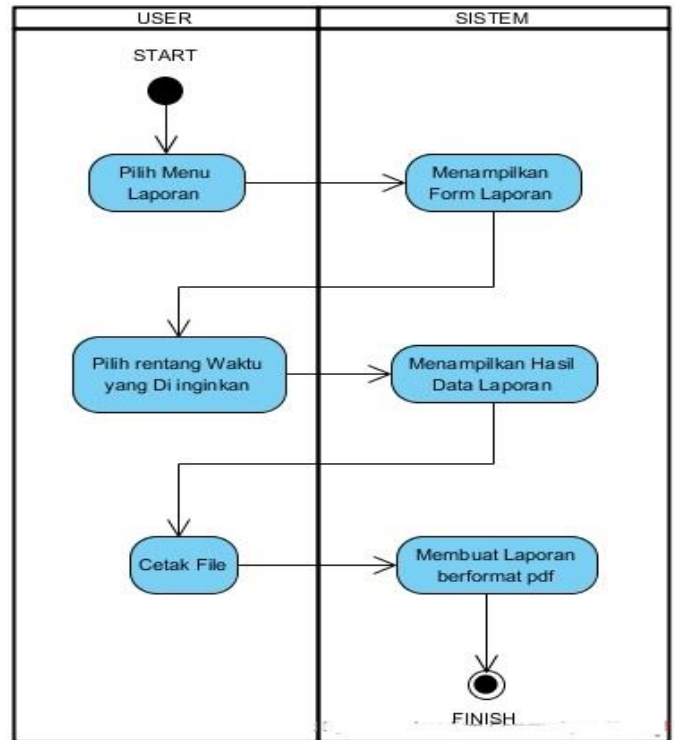 USER
SISTEM
START
Pilih Menu
Laporan
Menampilkan
Form Laporan
Pilih rentang Waktu
yang Di inginkan
Menampilkan Hasil
Data Laporan
Cetak File
Membuat Laporan
berformat pdf
FINISH